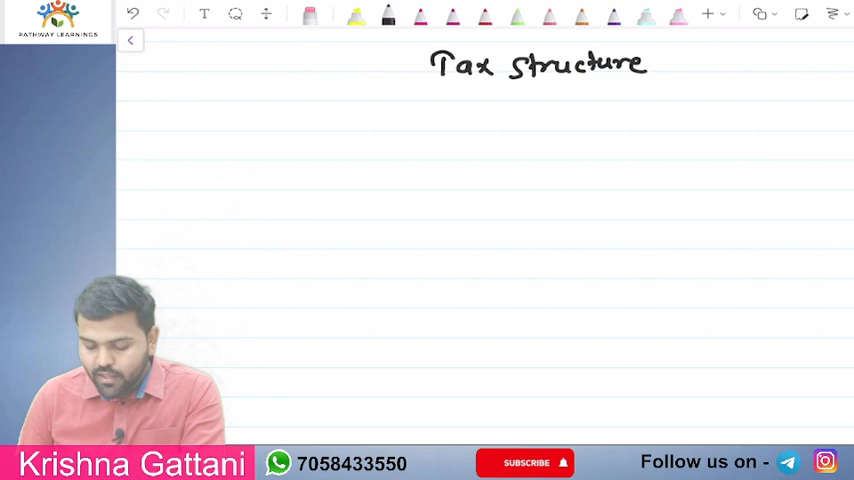 PATHWAY LEARNINGS
T
Tax structure
Krishna Gattani
7058433550
SUBSCRIBE
Follow us on -